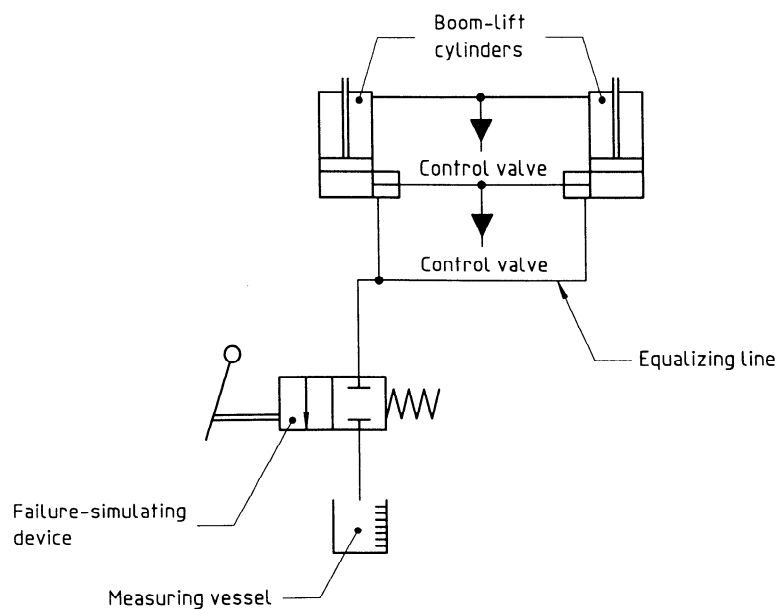 Boom-lift
cylinders
Control valve
Control valve
Equalizing line
Failure-simulating
device
Measuring vessel